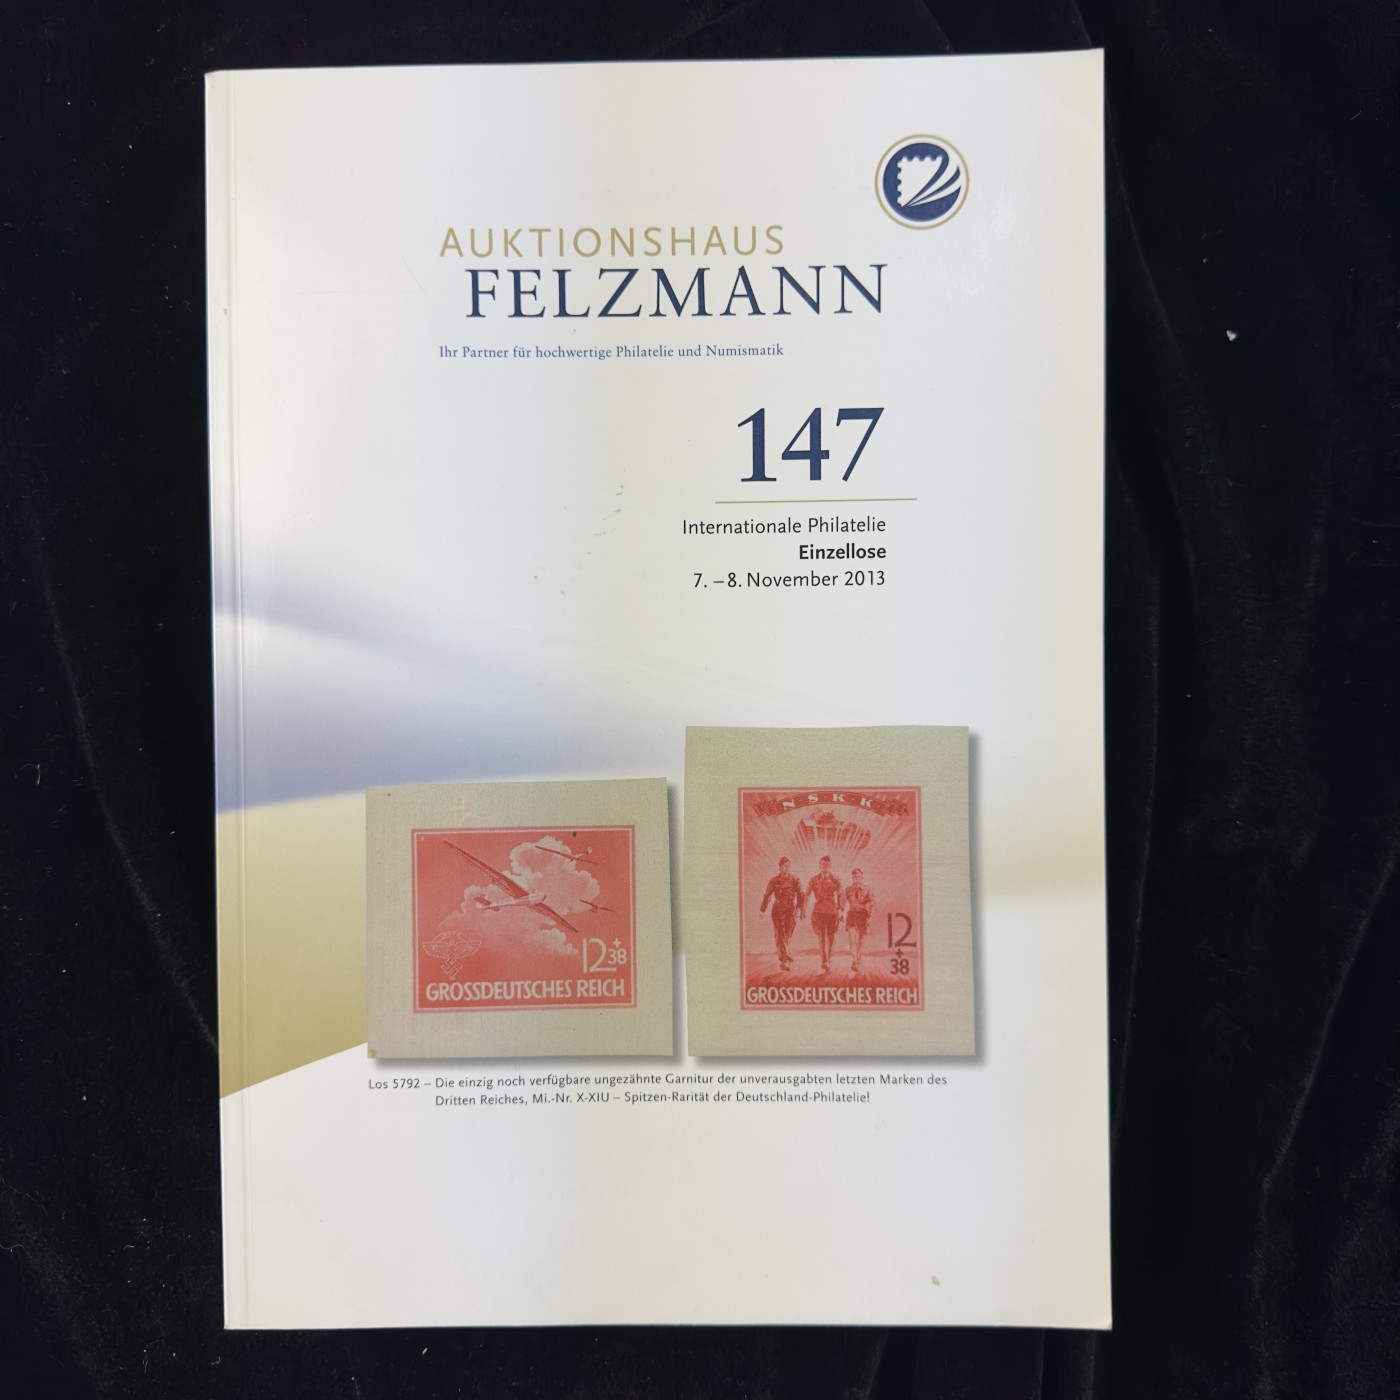 AUKTIONSHAUS
FELZMANN
Ihr Partner für hochwertige Philatelie und Numismatik
147
Internationale Philatelie
Einzellose
7. – 8. November 2013
12+38
GROSSDEUTSCHES REICH
N S K K
12+38
GROSSDEUTSCHES REICH
Los 5792 – Die einzig noch verfügbare ungezähnte Garnitur der unverausgabten letzten Marken des
Dritten Reiches, Mi.-Nr. X-XIU – Spitzen-Rarität der Deutschland-Philatelie!